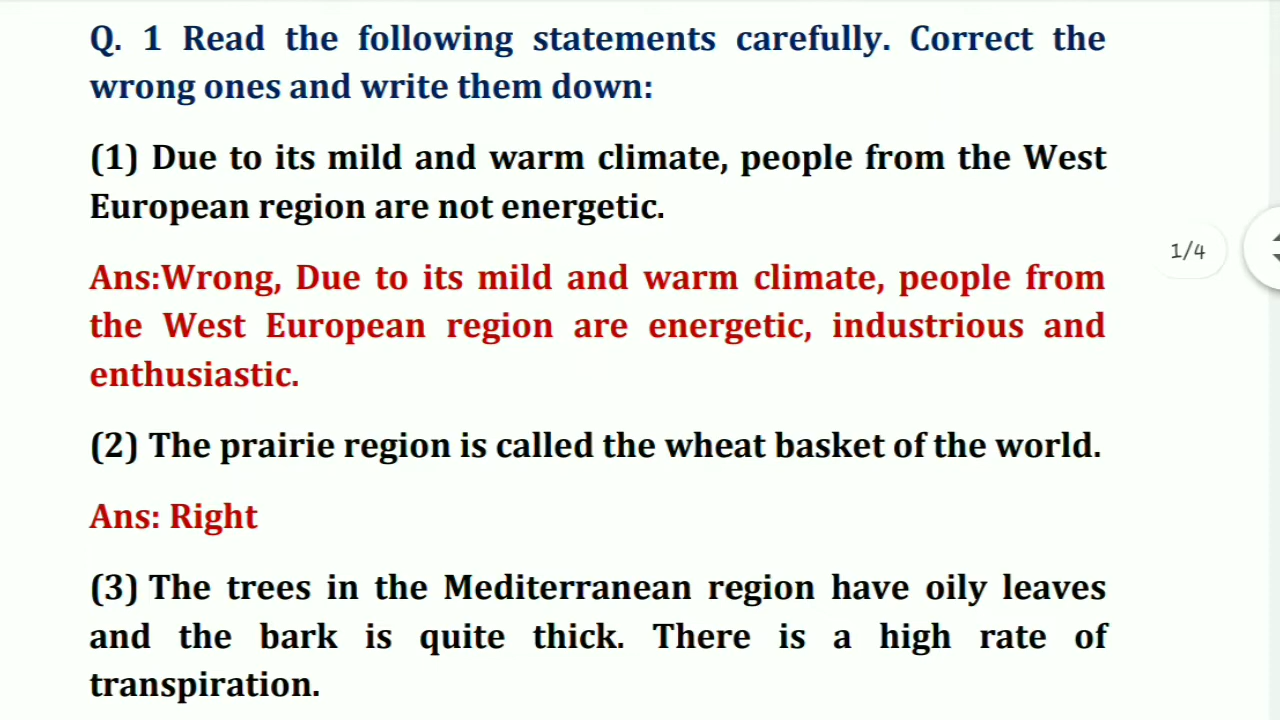 Q. 1 Read the following statements carefully. Correct the
wrong ones and write them down:
(1) Due to its mild and warm climate, people from the West
European region are not energetic.
Ans:Wrong, Due to its mild and warm climate, people from
the West European region are energetic, industrious and
enthusiastic.
1/4
(2) The prairie region is called the wheat basket of the world.
Ans: Right
(3) The trees in the Mediterranean region have oily leaves
and the bark is quite thick. There is a high rate of
transpiration.